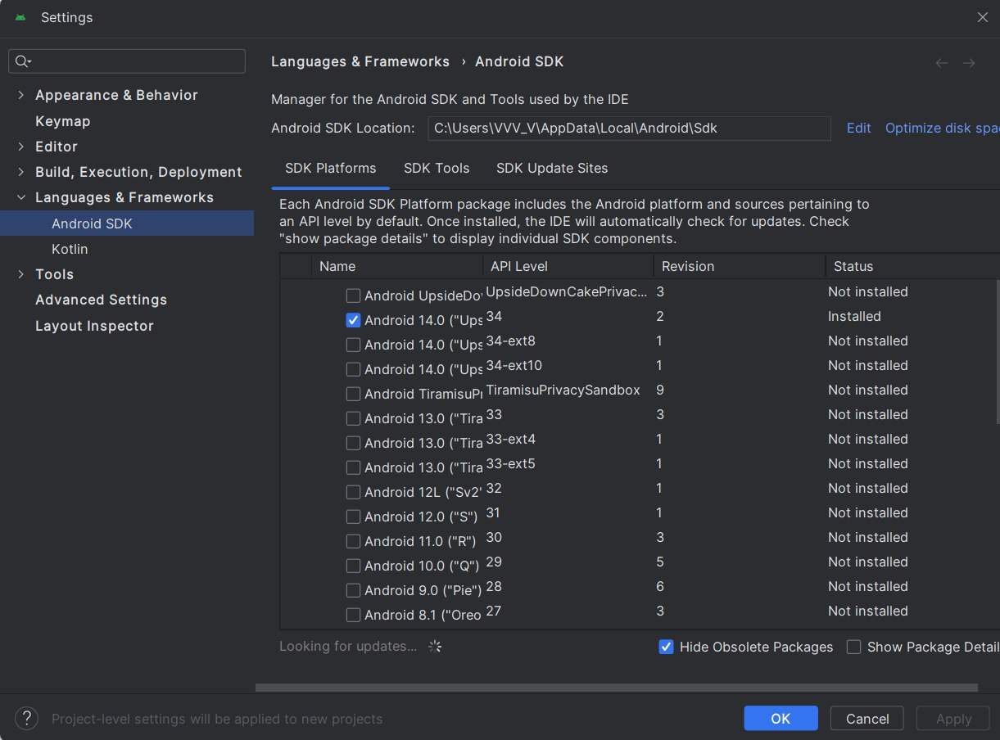 Settings
Languages & Frameworks › Android SDK
Appearance & Behavior
Keymap
Editor
Build, Execution, Deployment
Languages & Frameworks
Android SDK
Kotlin
Tools
Advanced Settings
Layout Inspector
Manager for the Android SDK and Tools used by the IDE
Android SDK Location: C:\Users\VVV_V\AppData\Local\Android\Sdk Edit Optimize disk spac
SDK Platforms SDK Tools SDK Update Sites
Each Android SDK Platform package includes the Android platform and sources pertaining to
an API level by default. Once installed, the IDE will automatically check for updates. Check
"show package details" to display individual SDK components.
Name API Level Revision Status
Android UpsideDo UpsideDownCakePrivac... 3 Not installed
Android 14.0 ("Ups 34 2 Installed
Android 14.0 ("Ups 34-ext8 1 Not installed
Android 14.0 ("Ups 34-ext10 1 Not installed
Android TiramisuPr TiramisuPrivacySandbox 9 Not installed
Android 13.0 ("Tira 33 3 Not installed
Android 13.0 ("Tira 33-ext4 1 Not installed
Android 13.0 ("Tira 33-ext5 1 Not installed
Android 12L ("Sv2" 32 1 Not installed
Android 12.0 ("S") 31 1 Not installed
Android 11.0 ("R") 30 3 Not installed
Android 10.0 ("Q") 29 5 Not installed
Android 9.0 ("Pie") 28 6 Not installed
Android 8.1 ("Oreo 27 3 Not installed
Looking for updates... Hide Obsolete Packages Show Package Detail
? Project-level settings will be applied to new projects OK Cancel Apply